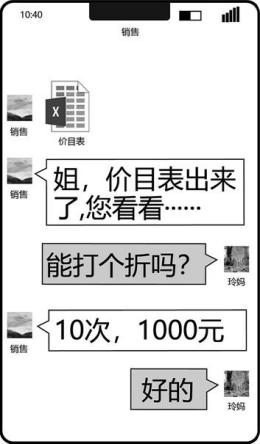 10:40
销售
X
价目表
销售
姐，价目表出来
了,您看看······
销售
能打个折吗？
玲妈
10次，1000元
销售
好的
玲妈